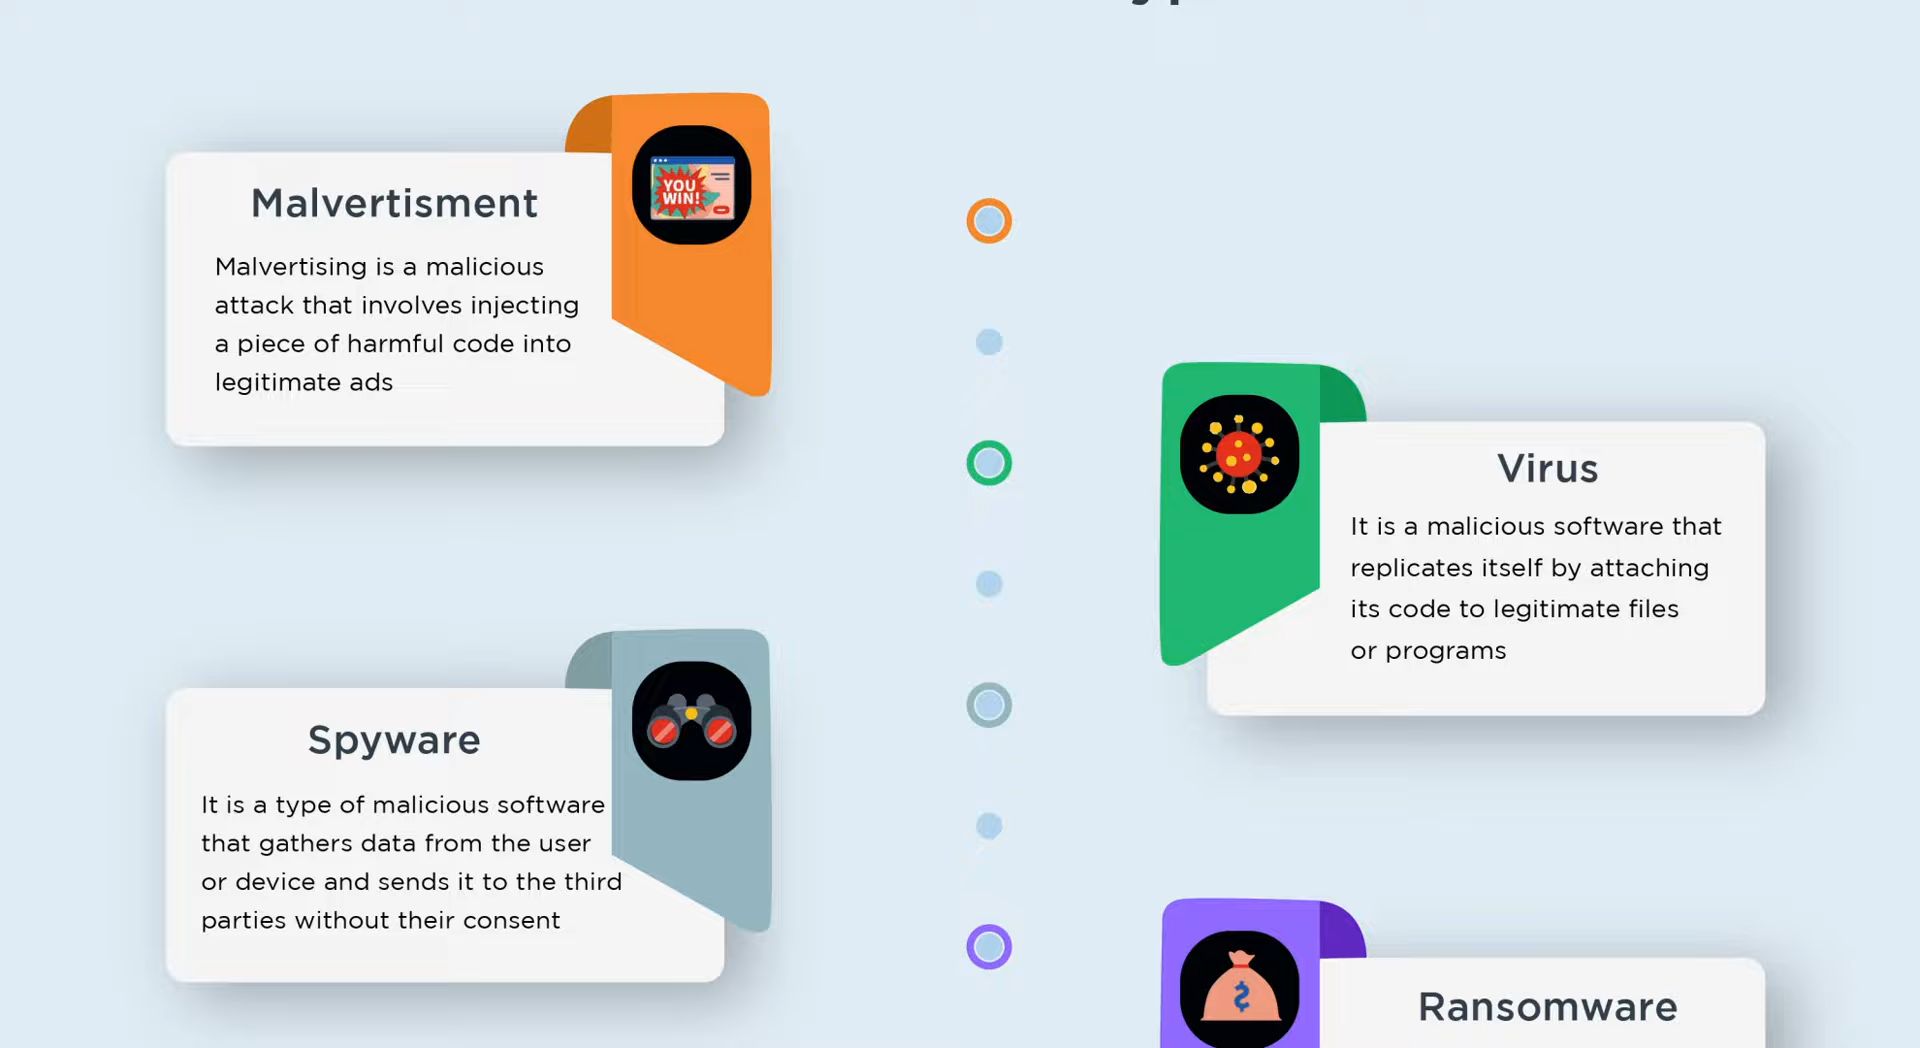 Malvertisment
Malvertising is a malicious
attack that involves injecting
a piece of harmful code into
legitimate ads
YOU
WIN!
Virus
It is a malicious software that
replicates itself by attaching
its code to legitimate files
or programs
Spyware
It is a type of malicious software
that gathers data from the user
or device and sends it to the third
parties without their consent
$
Ransomware